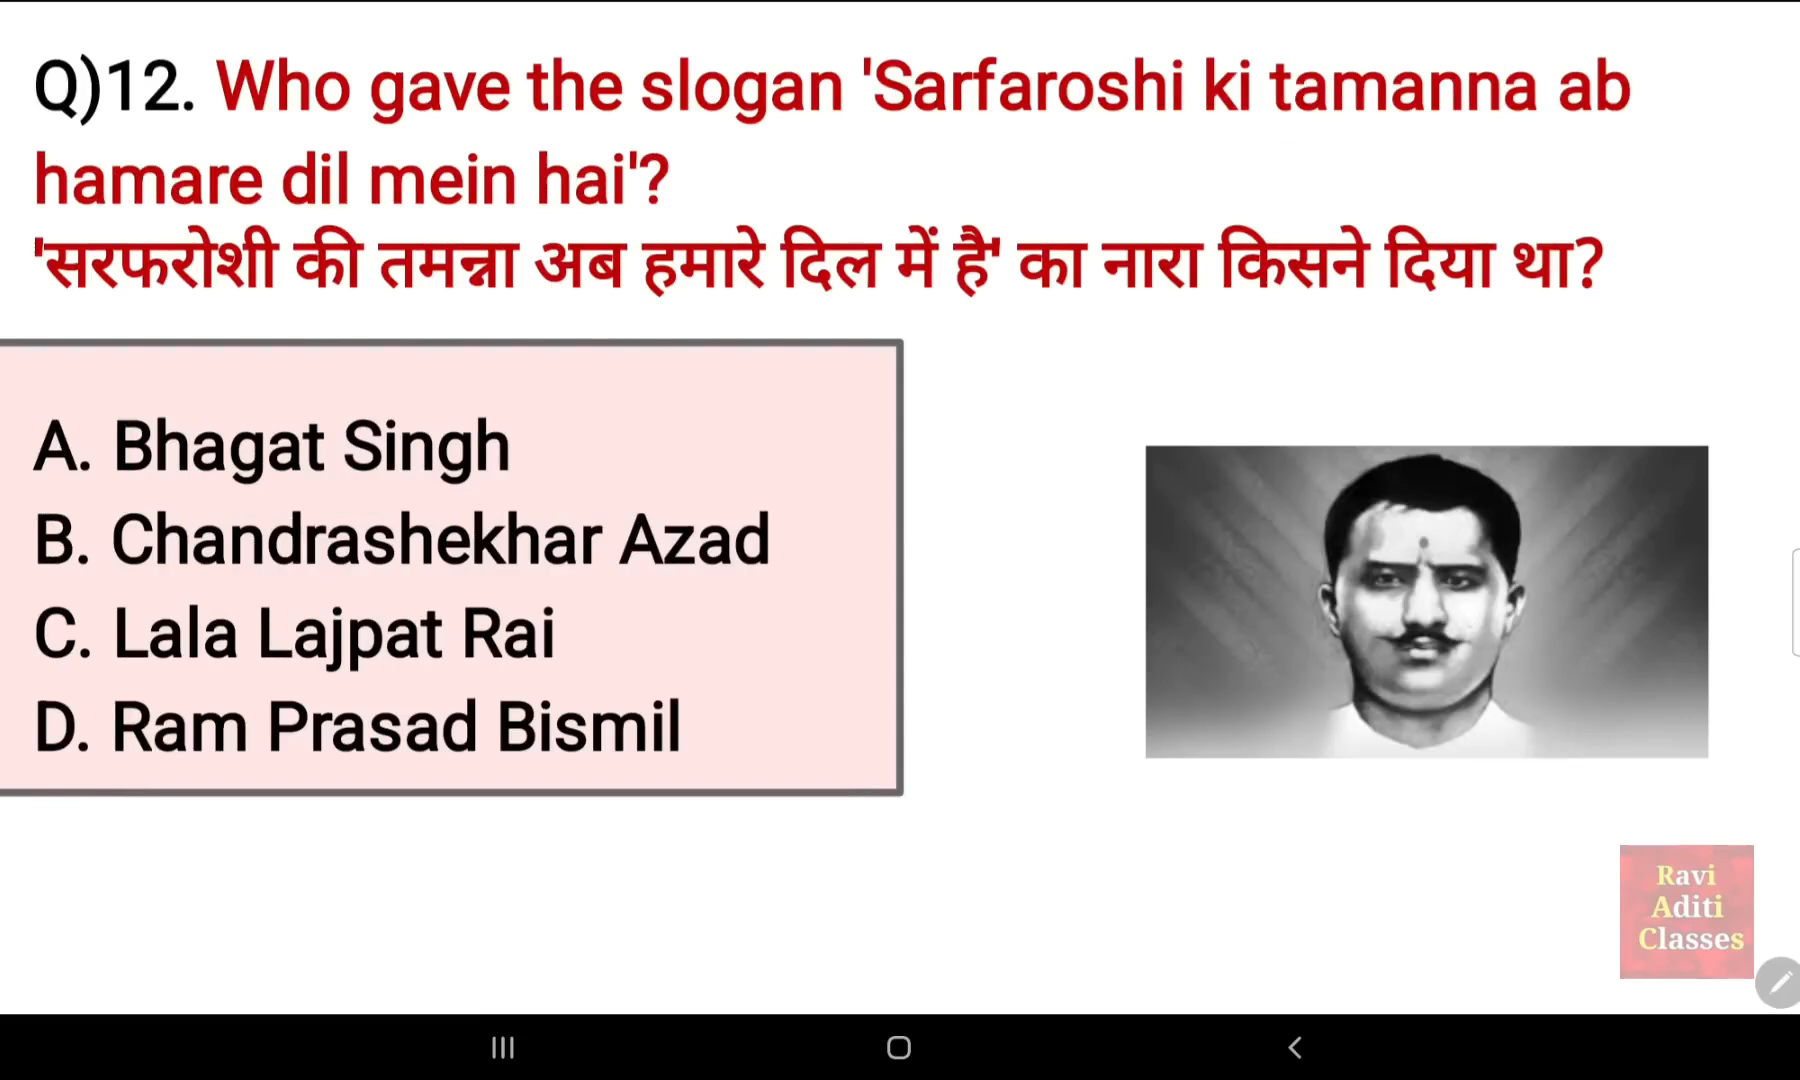 Q)12. Who gave the slogan 'Sarfaroshi ki tamanna ab
hamare dil mein hai'?
'सरफरोशी की तमन्ना अब हमारे दिल में है' का नारा किसने दिया था?
A. Bhagat Singh
B. Chandrashekhar Azad
C. Lala Lajpat Rai
D. Ram Prasad Bismil
Ravi
Aditi
Classes